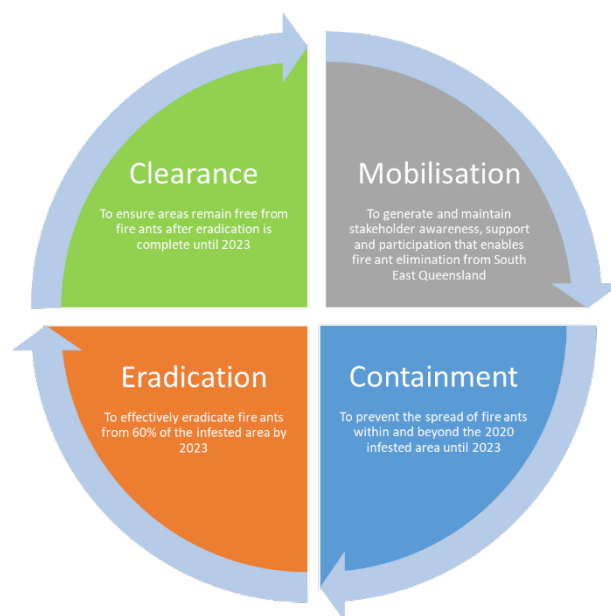 Clearance
To ensure areas remain free from
fire ants after eradication is
complete until 2023
Mobilisation
To generate and maintain
stakeholder awareness, support
and participation that enables
fire ant elimination from South
East Queensland
Eradication
To effectively eradicate fire ants
from 60% of the infested area by
2023
Containment
To prevent the spread of fire ants
within and beyond the 2020
infested area until 2023